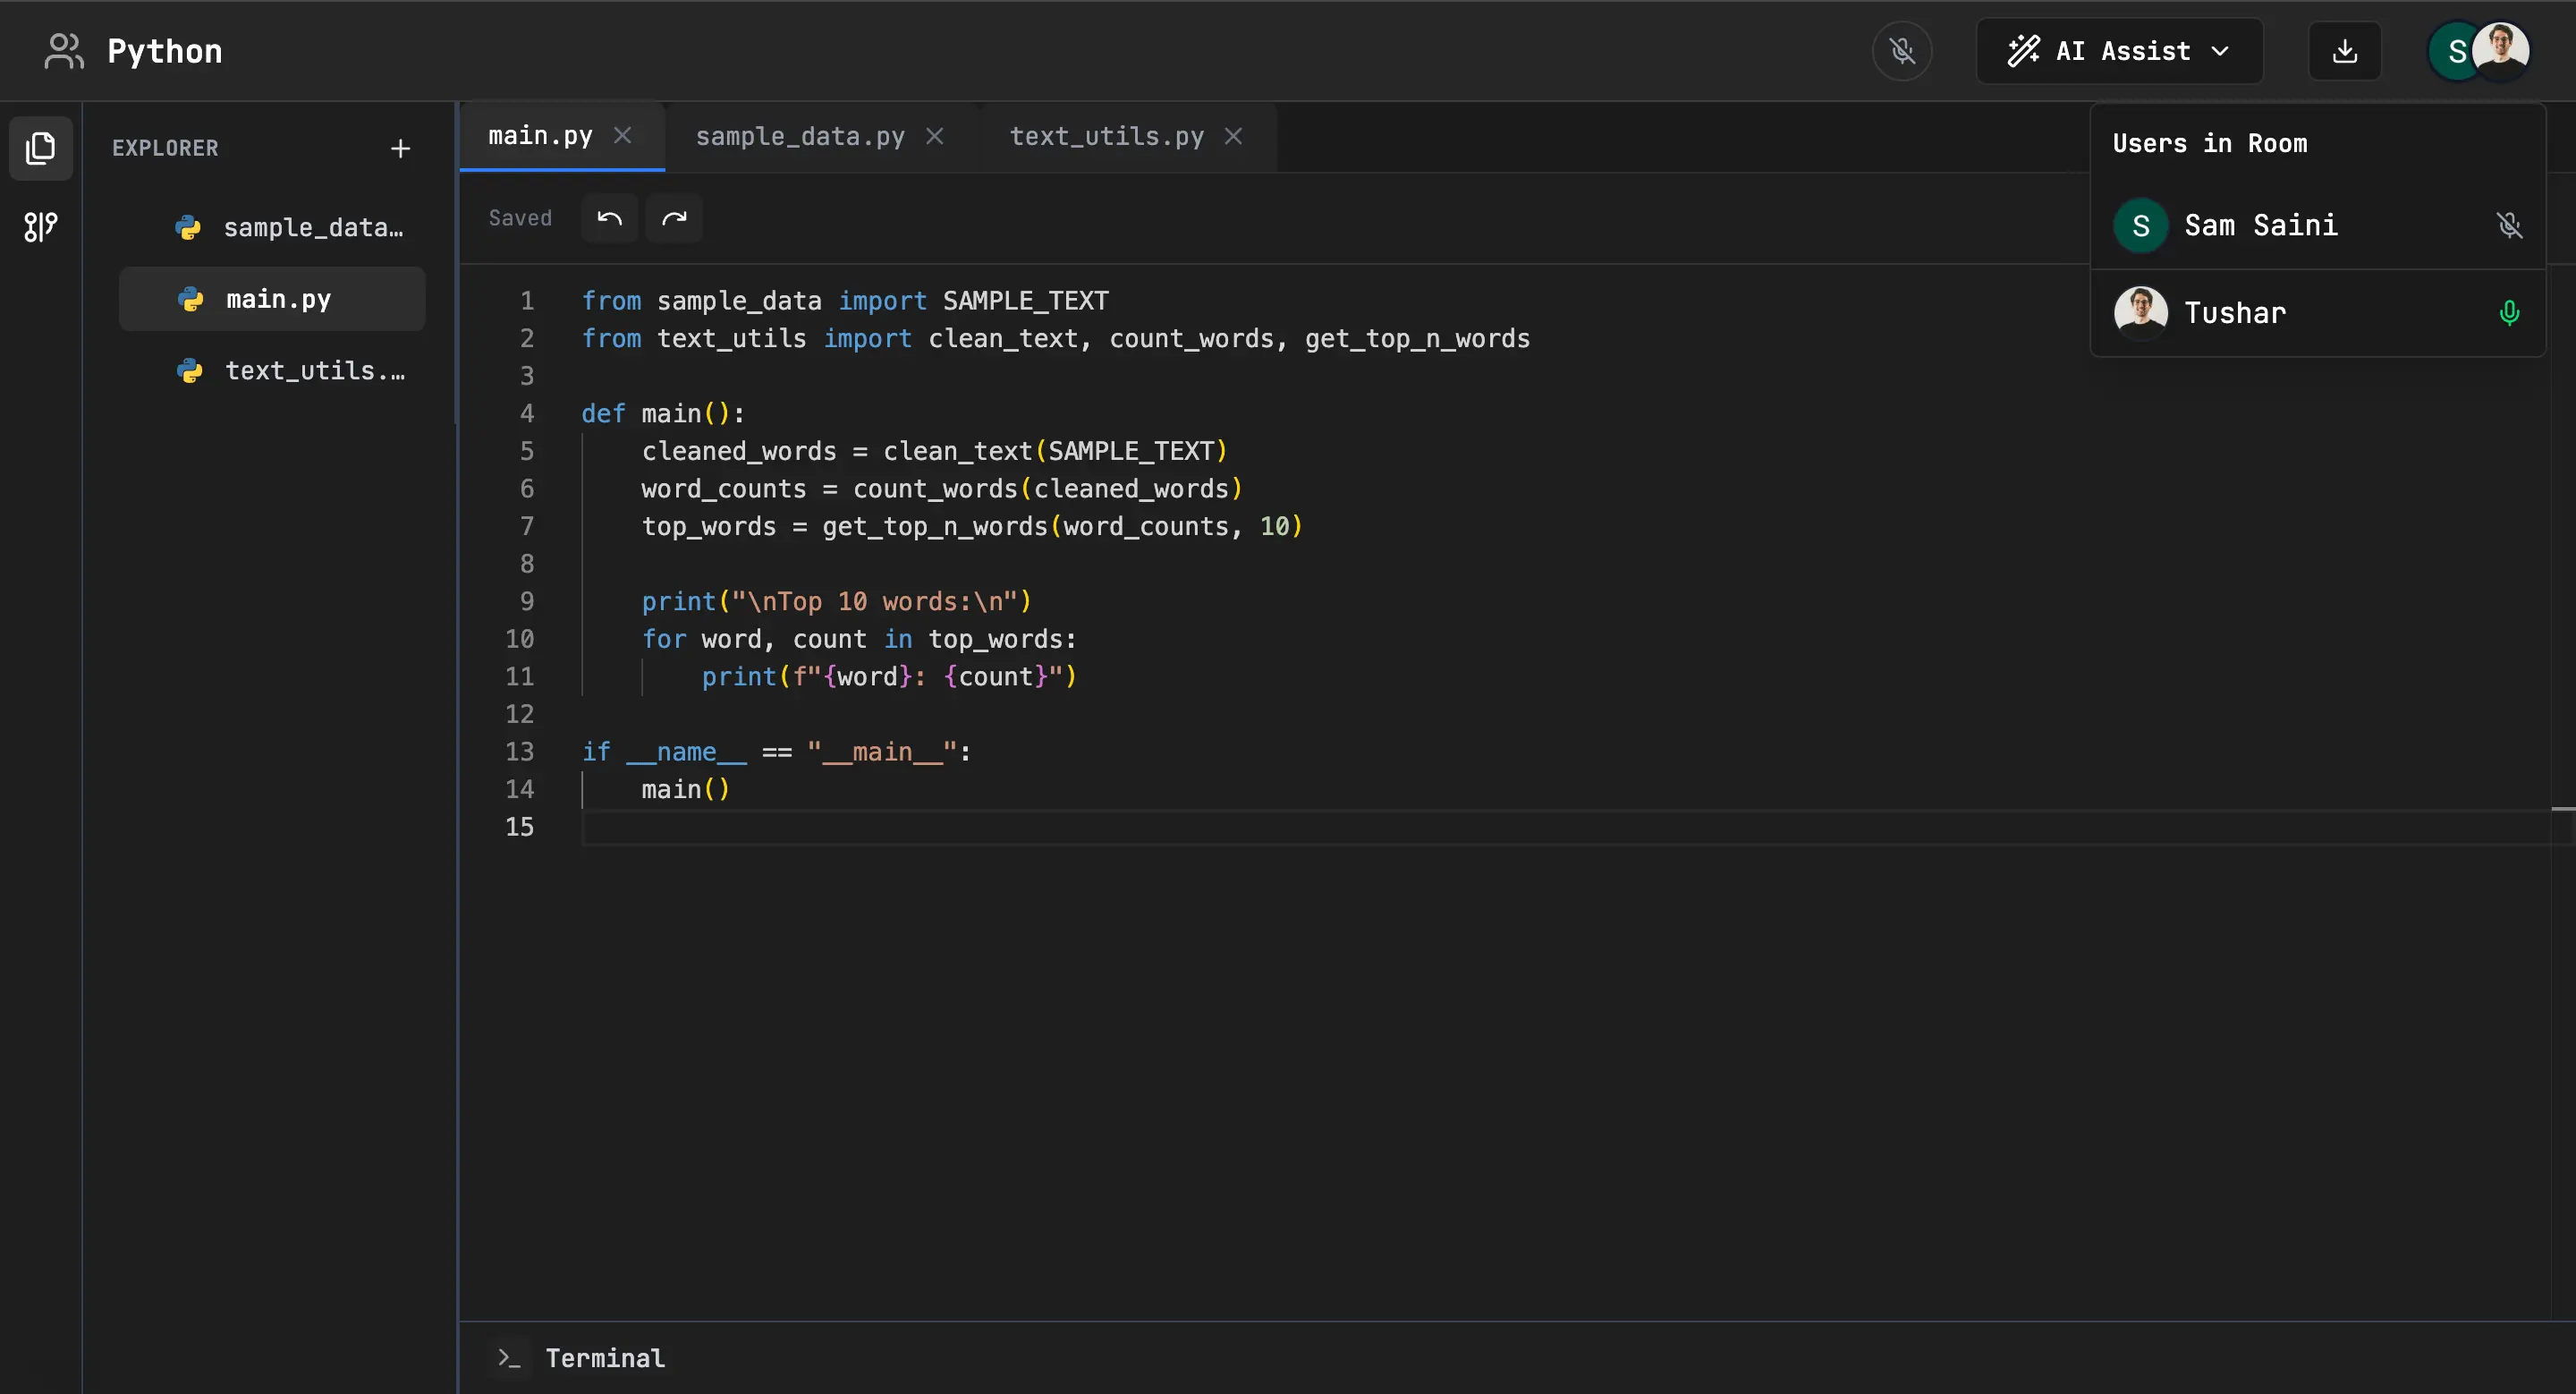 Python
AI Assist
S
EXPLORER
sample_data…
main.py
text_utils.…
main.py
sample_data.py
text_utils.py
Saved
Users in Room
S
Sam Saini
Tushar
1 from sample_data import SAMPLE_TEXT
2 from text_utils import clean_text, count_words, get_top_n_words
3
4 def main():
5     cleaned_words = clean_text(SAMPLE_TEXT)
6     word_counts = count_words(cleaned_words)
7     top_words = get_top_n_words(word_counts, 10)
8
9     print("\nTop 10 words:\n")
10     for word, count in top_words:
11         print(f"{word}: {count}")
12
13 if __name__ == "__main__":
14     main()
15
Terminal